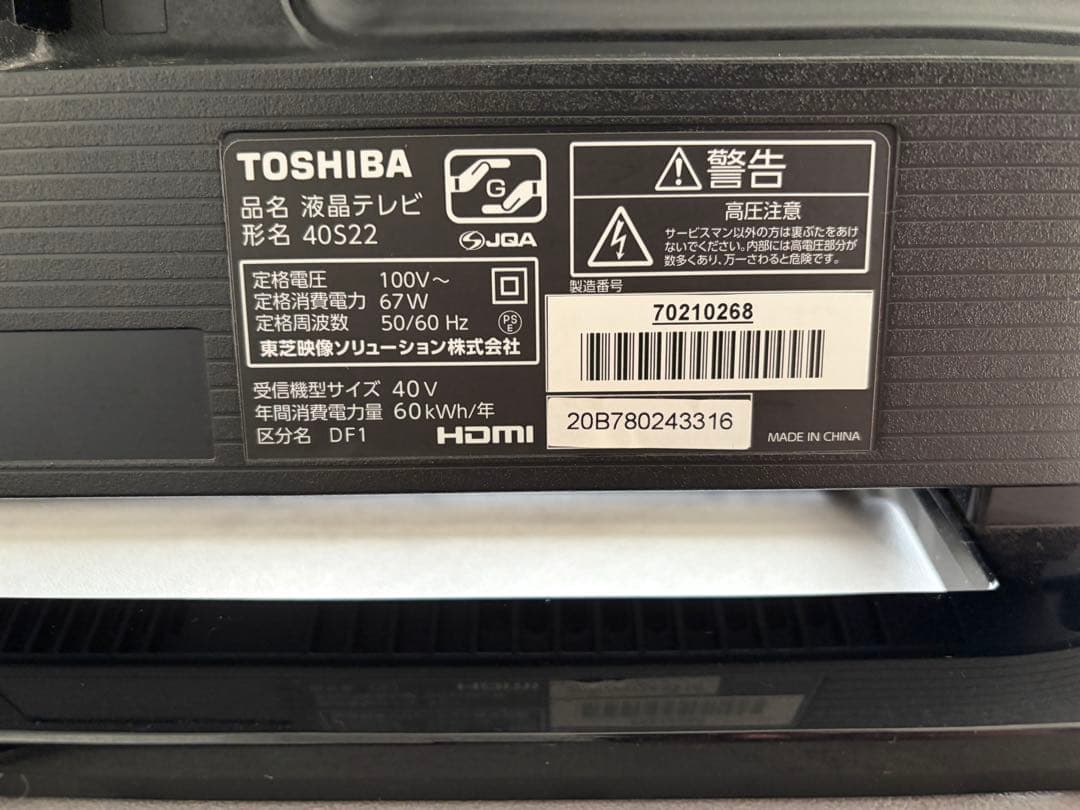 TOSHIBA
品名 液晶テレビ
形名 40S22
G
JQA
定格電圧 100V～
定格消費電力 67W
定格周波数 50/60 Hz
PS
E
東芝映像ソリューション株式会社
受信機型サイズ 40V
年間消費電力量 60kWh/年
区分名 DF1
HDMI
警告
高圧注意
サービスマン以外の方は裏ぶたをあけ
ないでください。内部には高電圧部分が
数多くあり、万一さわると危険です。
製造番号
70210268
20B780243316
MADE IN CHINA